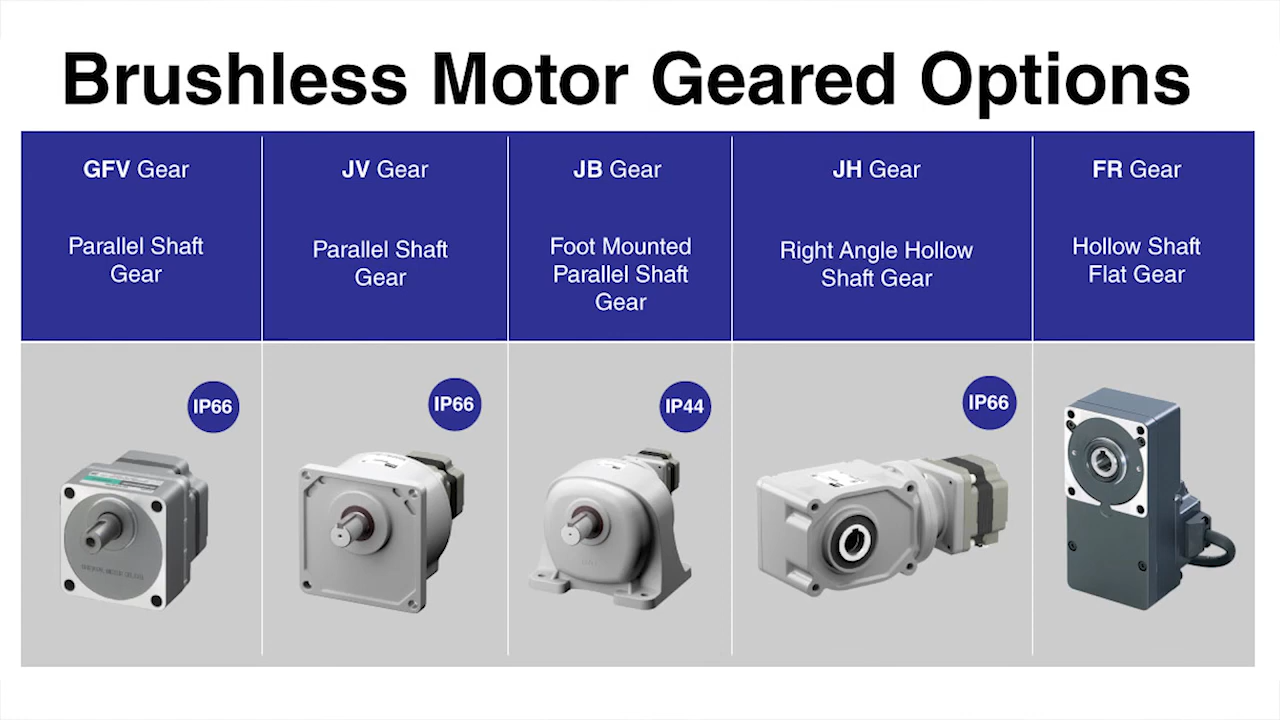 Brushless Motor Geared Options
GFV Gear
Parallel Shaft
Gear
JV Gear
Parallel Shaft
Gear
JB Gear
Foot Mounted
Parallel Shaft
Gear
JH Gear
Right Angle Hollow
Shaft Gear
FR Gear
Hollow Shaft
Flat Gear
IP66
IP66
IP44
IP66